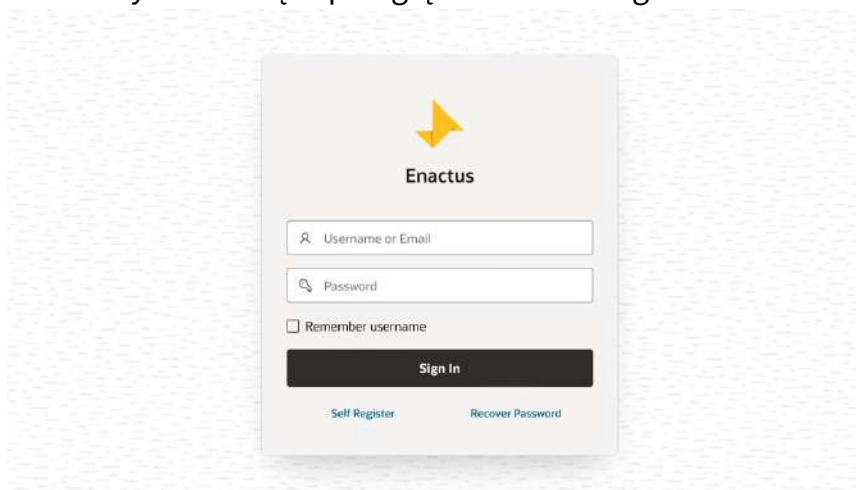 Enactus
Username or Email
Password
Remember username
Sign In
Self Register
Recover Password